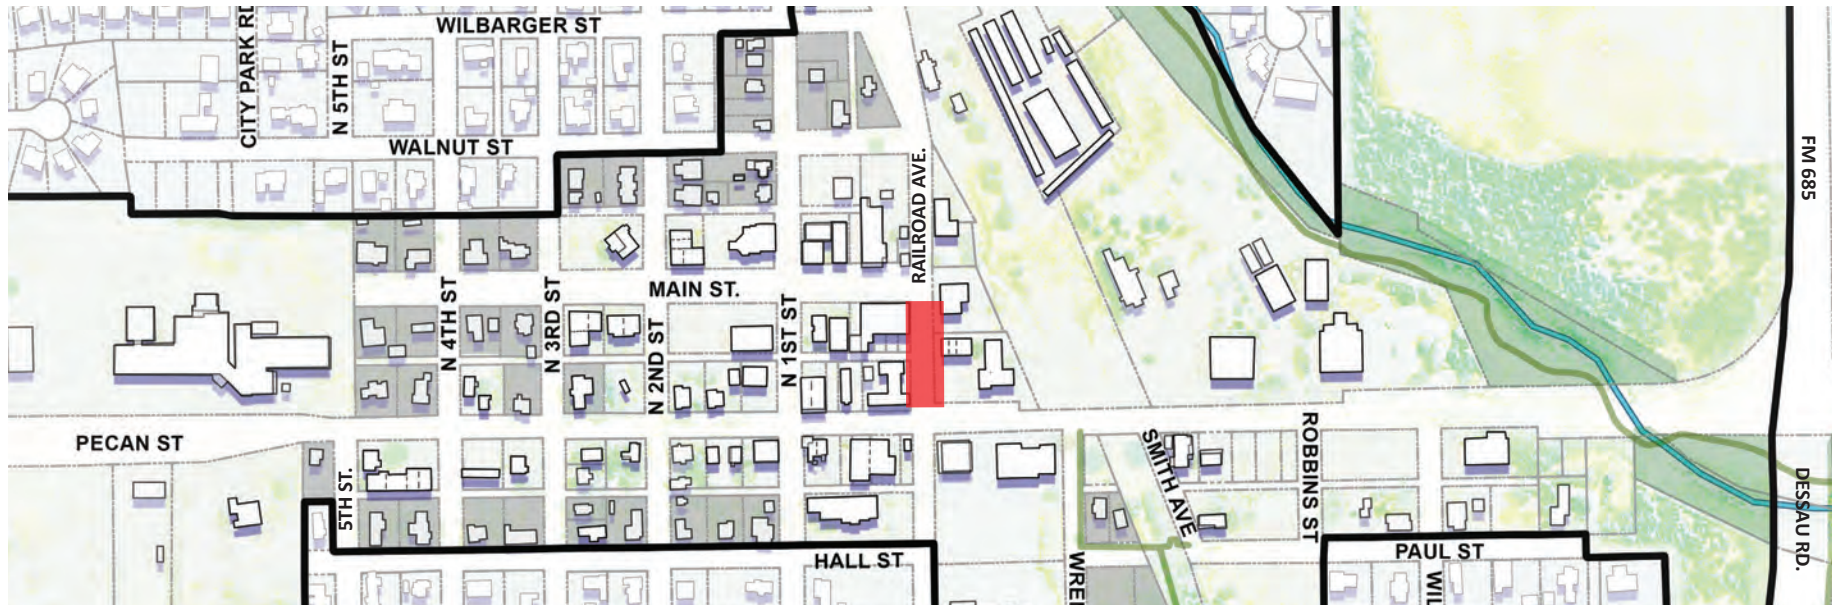 WILBARGER ST
CITY PARK RD
N 5TH ST
WALNUT ST
RAILROAD AVE.
FM 685
MAIN ST.
N 4TH ST
N 3RD ST
N 2ND ST
N 1ST ST
PECAN ST
5TH ST.
SMITH AVE
ROBBINS ST
DESSAU RD.
HALL ST
PAUL ST